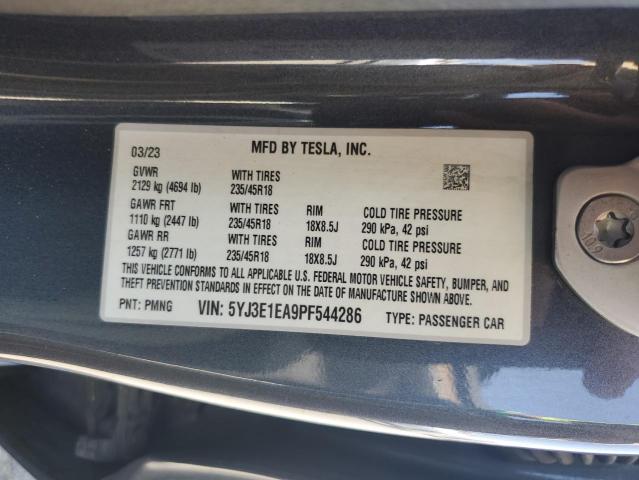 03/23 MFD BY TESLA, INC.
GVWR WITH TIRES
2129 kg (4694 lb) 235/45R18
GAWR FRT WITH TIRES RIM COLD TIRE PRESSURE
1110 kg (2447 lb) 235/45R18 18X8.5J 290 kPa, 42 psi
GAWR RR WITH TIRES RIM COLD TIRE PRESSURE
1257 kg (2771 lb) 235/45R18 18X8.5J 290 kPa, 42 psi
THIS VEHICLE CONFORMS TO ALL APPLICABLE U.S. FEDERAL MOTOR VEHICLE SAFETY, BUMPER, AND
THEFT PREVENTION STANDARDS IN EFFECT ON THE DATE OF MANUFACTURE SHOWN ABOVE.
PNT: PMNG VIN: 5YJ3E1EA9PF544286 TYPE: PASSENGER CAR
10.9